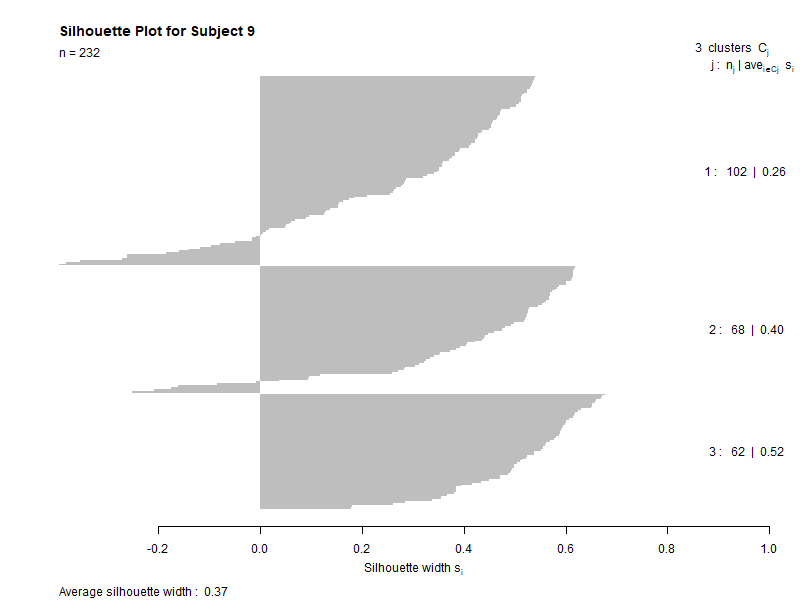 Silhouette Plot for Subject 9
n = 232
3 clusters Cj
j : nj | avei∈Cj si
1 : 102 | 0.26
2 : 68 | 0.40
3 : 62 | 0.52
-0.2 0.0 0.2 0.4 0.6 0.8 1.0
Silhouette width si
Average silhouette width : 0.37